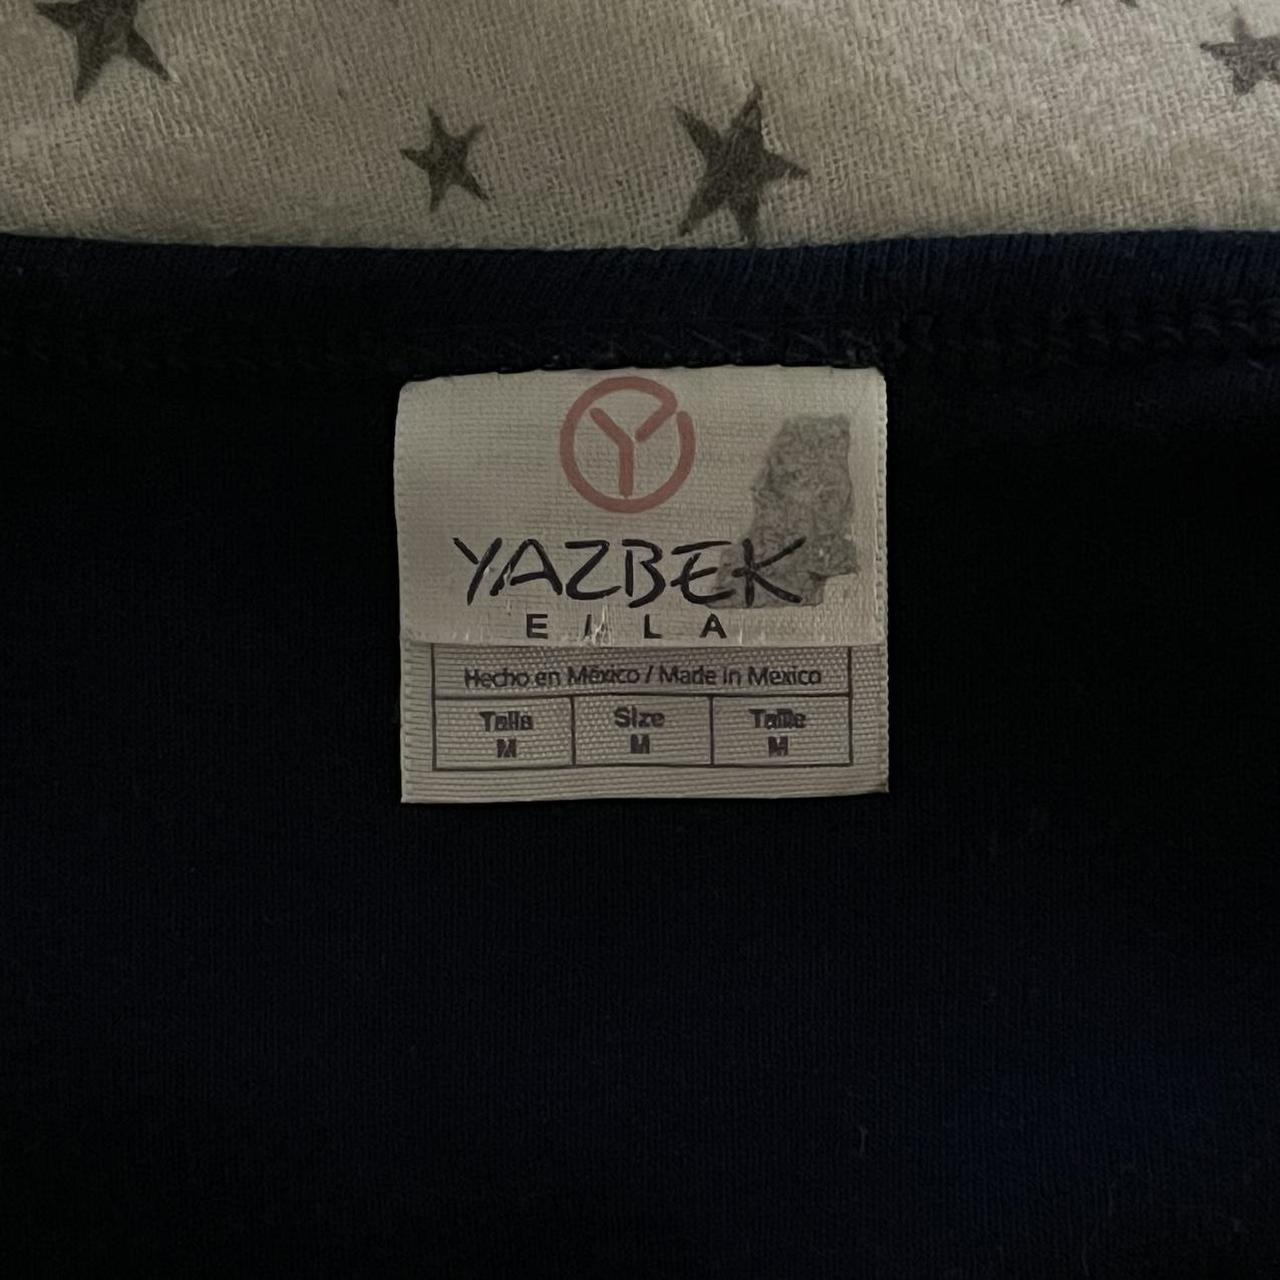 YAZBEK
ELLA
Hecho en México / Made in Mexico
Talla Size Taille
M M M